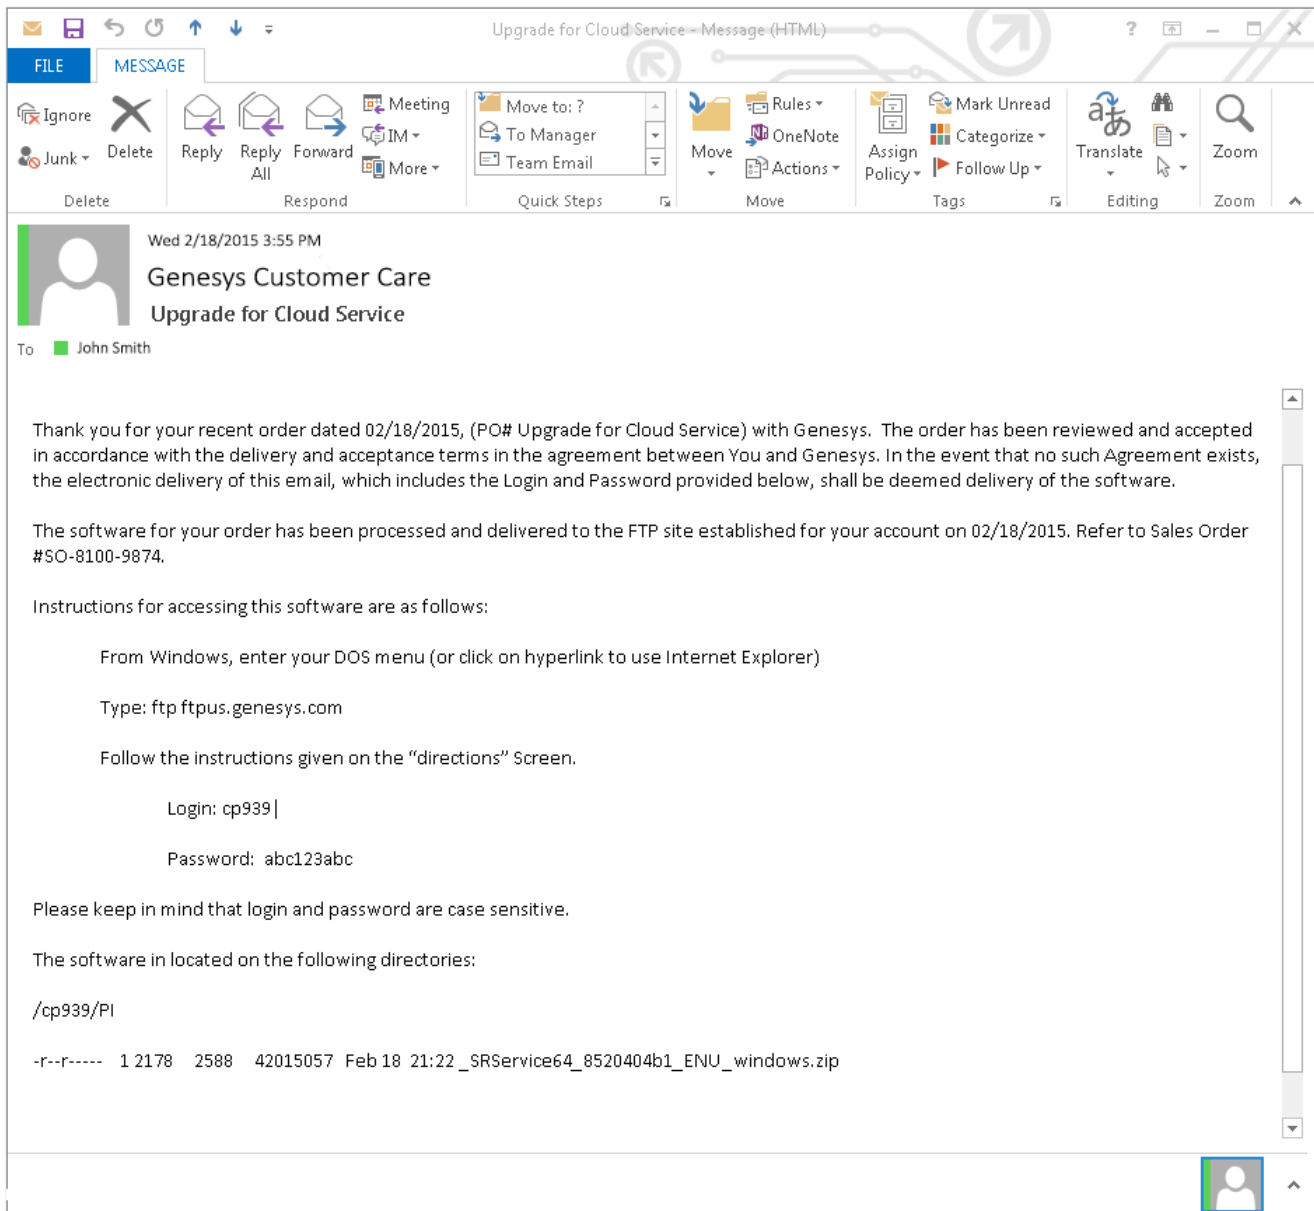 Upgrade for Cloud Service - Message (HTML)
?
FILE
MESSAGE
Ignore
Junk
Delete
Reply
Reply All
Forward
Meeting
IM
More
Move to: ?
To Manager
Team Email
Move
Rules
OneNote
Actions
Assign Policy
Mark Unread
Categorize
Follow Up
Translate
Zoom
Delete
Respond
Quick Steps
Move
Tags
Editing
Zoom
Wed 2/18/2015 3:55 PM
Genesys Customer Care
Upgrade for Cloud Service
To John Smith
Thank you for your recent order dated 02/18/2015, (PO# Upgrade for Cloud Service) with Genesys. The order has been reviewed and accepted
in accordance with the delivery and acceptance terms in the agreement between You and Genesys. In the event that no such Agreement exists,
the electronic delivery of this email, which includes the Login and Password provided below, shall be deemed delivery of the software.
The software for your order has been processed and delivered to the FTP site established for your account on 02/18/2015. Refer to Sales Order
#SO-8100-9874.
Instructions for accessing this software are as follows:
From Windows, enter your DOS menu (or click on hyperlink to use Internet Explorer)
Type: ftp ftpus.genesys.com
Follow the instructions given on the “directions” Screen.
Login: cp939
Password: abc123abc
Please keep in mind that login and password are case sensitive.
The software in located on the following directories:
/cp939/PI
-r--r----- 1 2178 2588 42015057 Feb 18 21:22 _SRService64_8520404b1_ENU_windows.zip